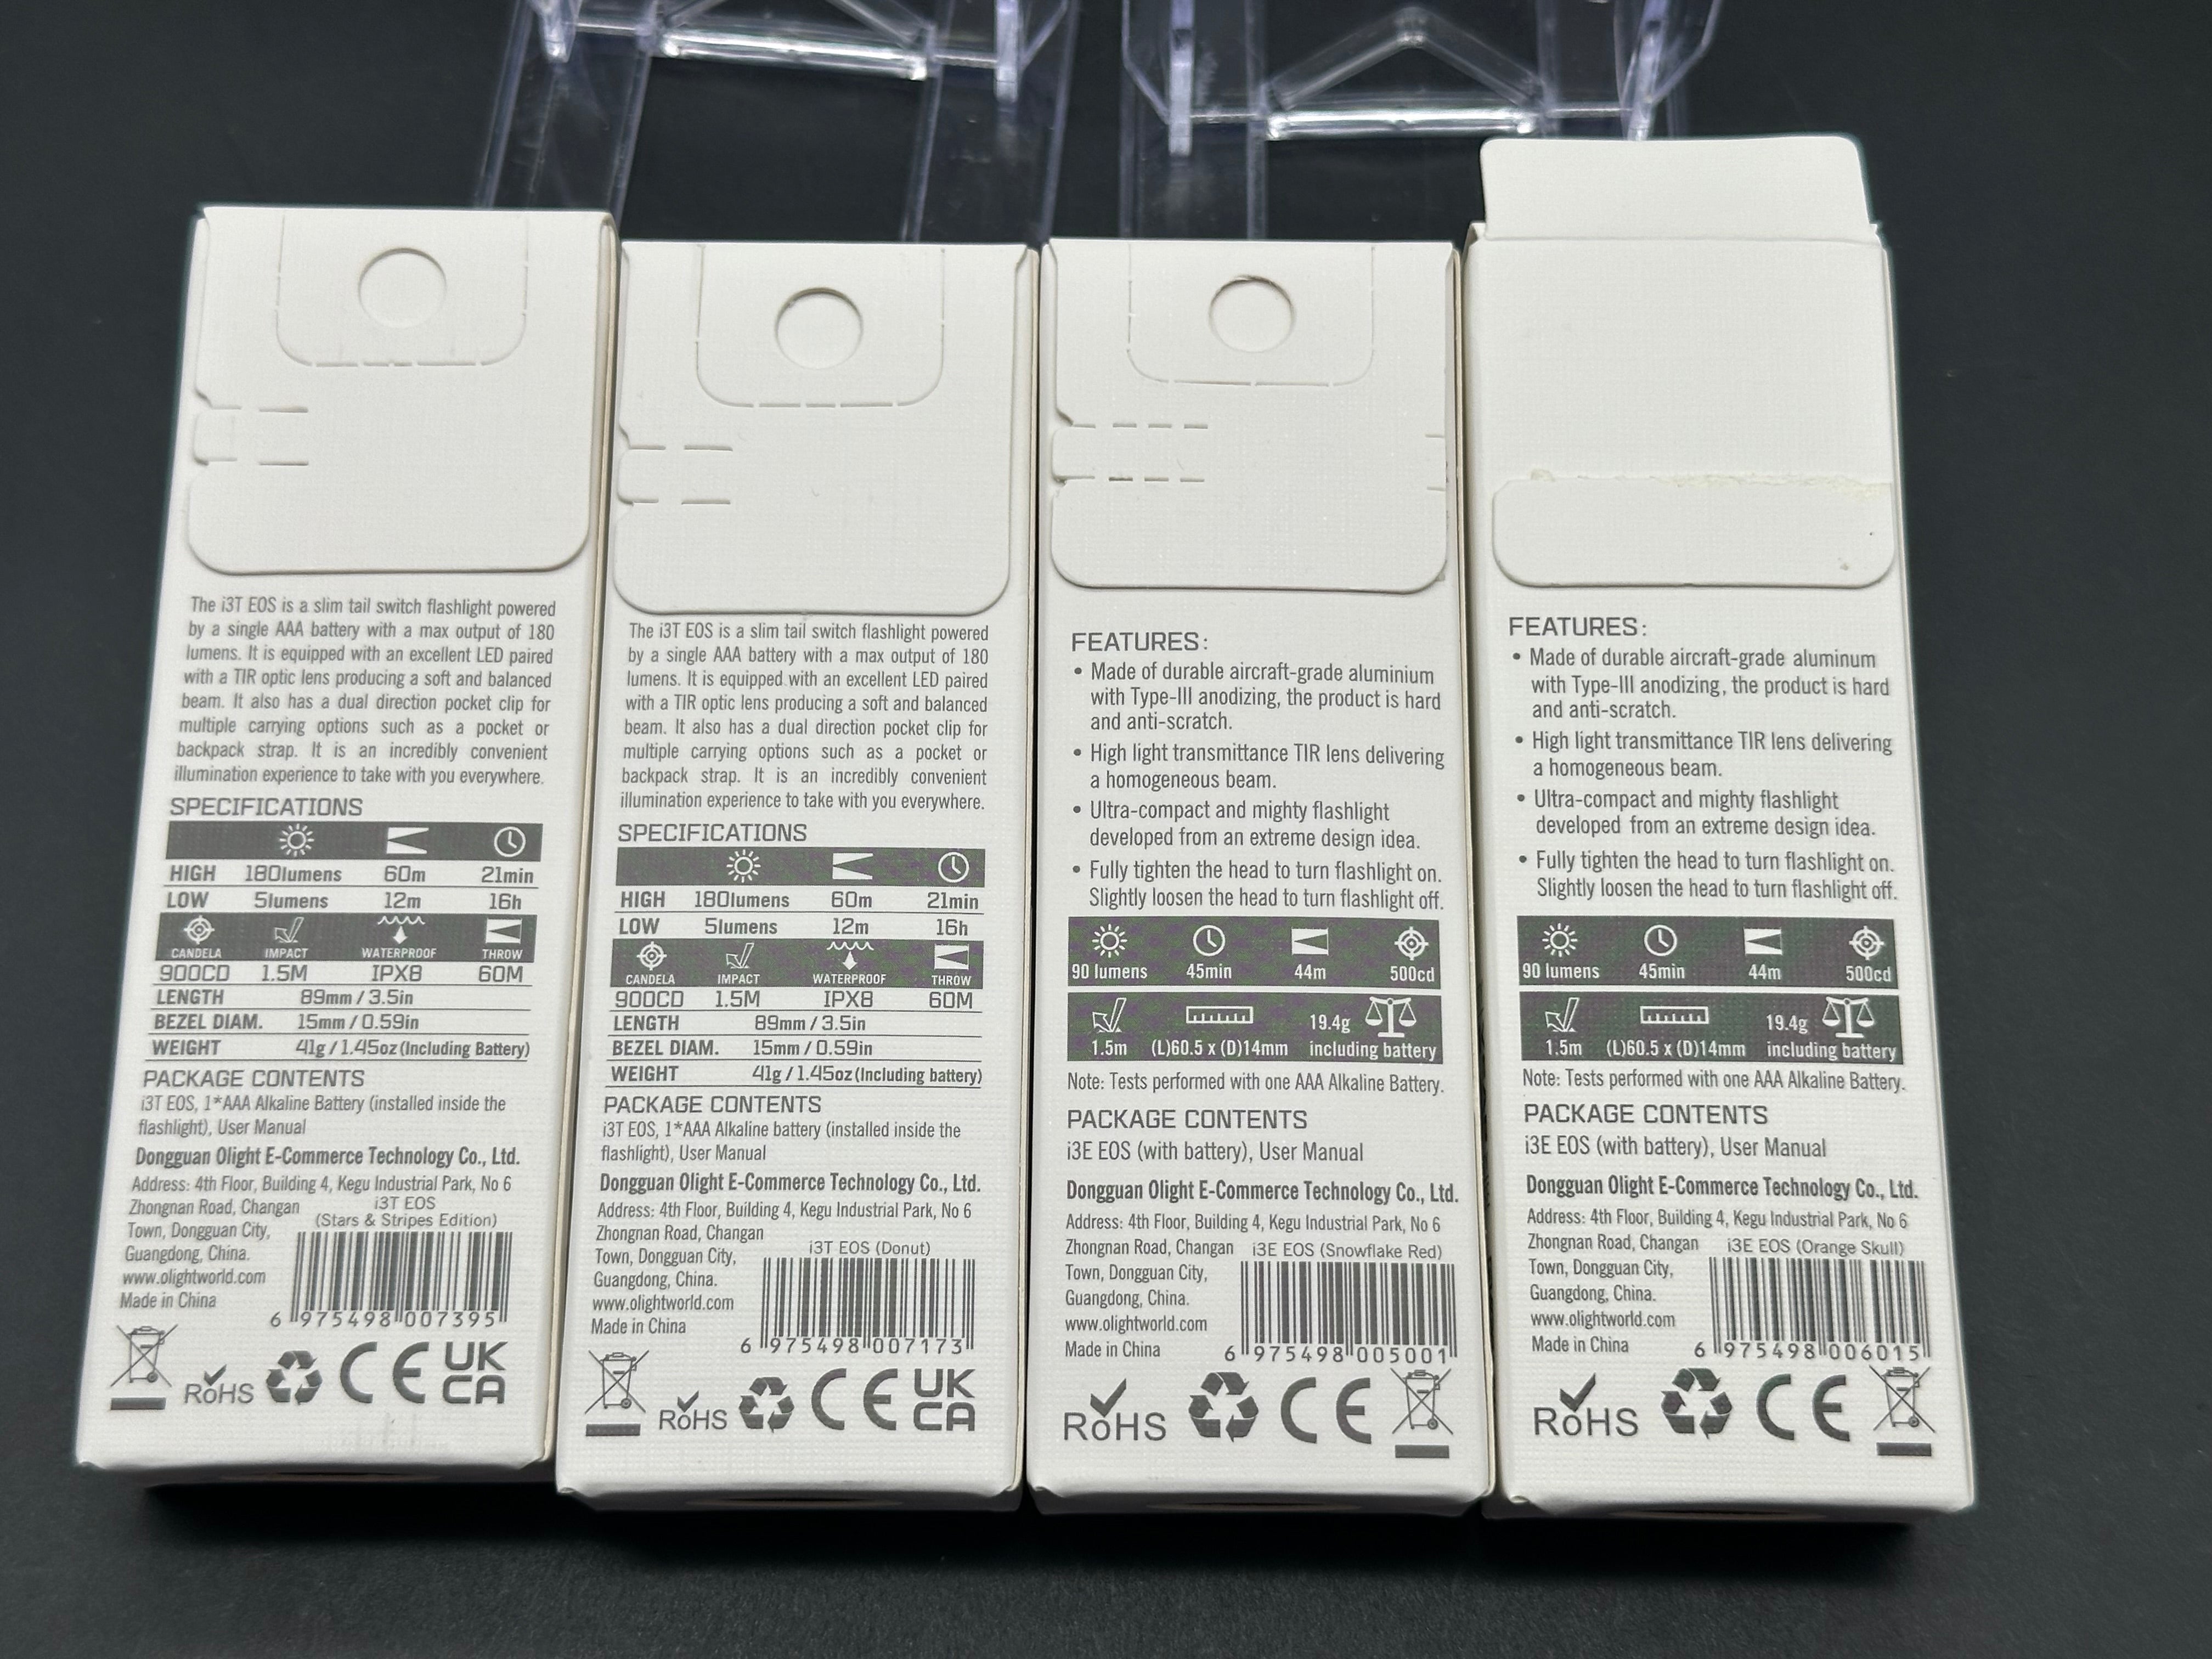 The i3T EOS is a slim tail switch flashlight powered
by a single AAA battery with a max output of 180
lumens. It is equipped with an excellent LED paired
with a TIR optic lens producing a soft and balanced
beam. It also has a dual direction pocket clip for
multiple carrying options such as a pocket or
backpack strap. It is an incredibly convenient
illumination experience to take with you everywhere.
SPECIFICATIONS
HIGH 180lumens 60m 21min
LOW 5lumens 12m 16h
CANDELA IMPACT WATERPROOF THROW
900CD 1.5M IPX8 60M
LENGTH 89mm / 3.5in
BEZEL DIAM. 15mm / 0.59in
WEIGHT 41g / 1.45oz (Including Battery)
PACKAGE CONTENTS
i3T EOS, 1*AAA Alkaline Battery (installed inside the
flashlight), User Manual
Dongguan Olight E-Commerce Technology Co., Ltd.
Address: 4th Floor, Building 4, Kegu Industrial Park, No 6
Zhongnan Road, Changan
Town, Dongguan City,
Guangdong, China.
www.olightworld.com
Made in China
i3T EOS
(Stars & Stripes Edition)
6 975498 007395
RoHS CE UK
CA
The i3T EOS is a slim tail switch flashlight powered
by a single AAA battery with a max output of 180
lumens. It is equipped with an excellent LED paired
with a TIR optic lens producing a soft and balanced
beam. It also has a dual direction pocket clip for
multiple carrying options such as a pocket or
backpack strap. It is an incredibly convenient
illumination experience to take with you everywhere.
SPECIFICATIONS
HIGH 180lumens 60m 21min
LOW 5lumens 12m 16h
CANDELA IMPACT WATERPROOF THROW
900CD 1.5M IPX8 60M
LENGTH 89mm / 3.5in
BEZEL DIAM. 15mm / 0.59in
WEIGHT 41g / 1.45oz (Including battery)
PACKAGE CONTENTS
i3T EOS, 1*AAA Alkaline battery (installed inside the
flashlight), User Manual
Dongguan Olight E-Commerce Technology Co., Ltd.
Address: 4th Floor, Building 4, Kegu Industrial Park, No 6
Zhongnan Road, Changan
Town, Dongguan City,
Guangdong, China.
www.olightworld.com
Made in China
i3T EOS (Donut)
6 975498 007173
RoHS CE UK
CA
FEATURES:
• Made of durable aircraft-grade aluminium
with Type-III anodizing, the product is hard
and anti-scratch.
• High light transmittance TIR lens delivering
a homogeneous beam.
• Ultra-compact and mighty flashlight
developed from an extreme design idea.
• Fully tighten the head to turn flashlight on.
Slightly loosen the head to turn flashlight off.
90 lumens 45min 44m 500cd
1.5m (L)60.5 x (D)14mm 19.4g
including battery
Note: Tests performed with one AAA Alkaline Battery.
PACKAGE CONTENTS
i3E EOS (with battery), User Manual
Dongguan Olight E-Commerce Technology Co., Ltd.
Address: 4th Floor, Building 4, Kegu Industrial Park, No 6
Zhongnan Road, Changan
Town, Dongguan City,
Guangdong, China.
www.olightworld.com
Made in China
i3E EOS (Snowflake Red)
6 975498 005001
RoHS CE
FEATURES:
• Made of durable aircraft-grade aluminum
with Type-III anodizing, the product is hard
and anti-scratch.
• High light transmittance TIR lens delivering
a homogeneous beam.
• Ultra-compact and mighty flashlight
developed from an extreme design idea.
• Fully tighten the head to turn flashlight on.
Slightly loosen the head to turn flashlight off.
90 lumens 45min 44m 500cd
1.5m (L)60.5 x (D)14mm 19.4g
including battery
Note: Tests performed with one AAA Alkaline Battery.
PACKAGE CONTENTS
i3E EOS (with battery), User Manual
Dongguan Olight E-Commerce Technology Co., Ltd.
Address: 4th Floor, Building 4, Kegu Industrial Park, No 6
Zhongnan Road, Changan
Town, Dongguan City,
Guangdong, China.
www.olightworld.com
Made in China
i3E EOS (Orange Skull)
6 975498 006015
RoHS CE